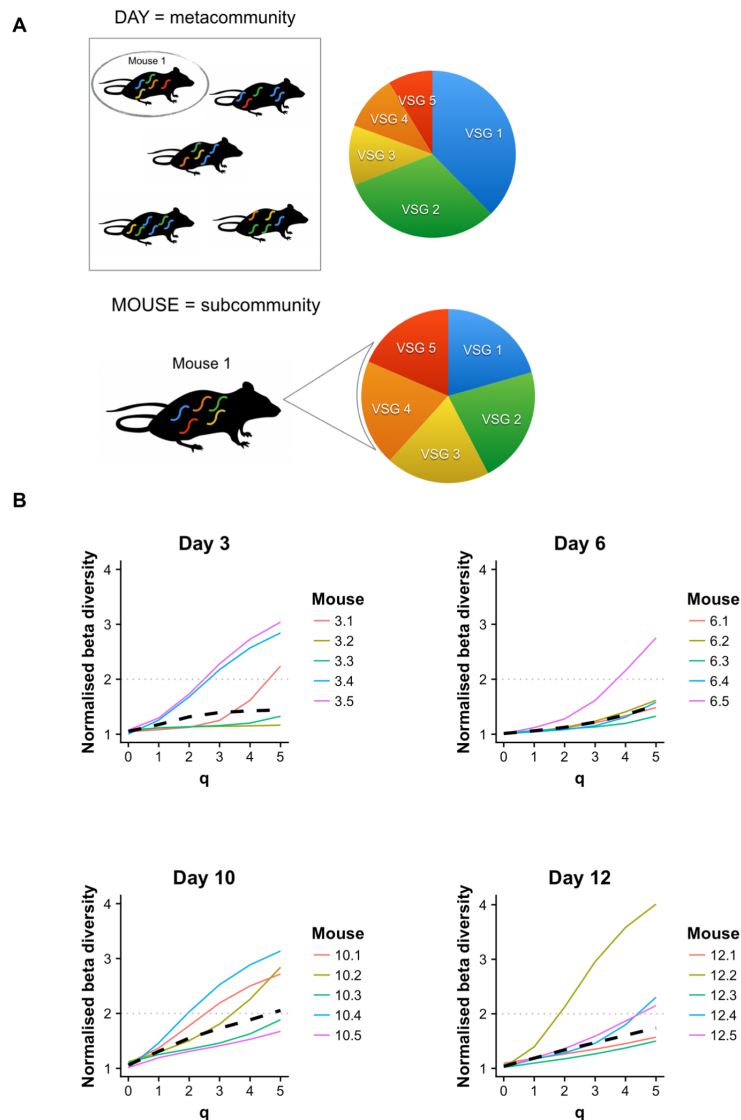 A
DAY = metacommunity
Mouse 1
VSG 5
VSG 4
VSG 1
VSG 3
VSG 2
MOUSE = subcommunity
Mouse 1
VSG 5
VSG 1
VSG 4
VSG 2
VSG 3
B
Day 3
Normalised beta diversity
4
3
2
1
0 1 2 3 4 5
q
Mouse
3.1
3.2
3.3
3.4
3.5
Day 6
Normalised beta diversity
4
3
2
1
0 1 2 3 4 5
q
Mouse
6.1
6.2
6.3
6.4
6.5
Day 10
Normalised beta diversity
4
3
2
1
0 1 2 3 4 5
q
Mouse
10.1
10.2
10.3
10.4
10.5
Day 12
Normalised beta diversity
4
3
2
1
0 1 2 3 4 5
q
Mouse
12.1
12.2
12.3
12.4
12.5